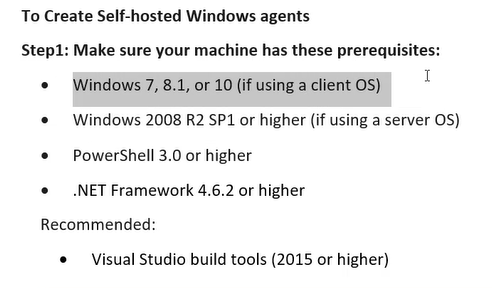 To Create Self-hosted Windows agents
Step1: Make sure your machine has these prerequisites:
• Windows 7, 8.1, or 10 (if using a client OS)
• Windows 2008 R2 SP1 or higher (if using a server OS)
• PowerShell 3.0 or higher
• .NET Framework 4.6.2 or higher
Recommended:
• Visual Studio build tools (2015 or higher)